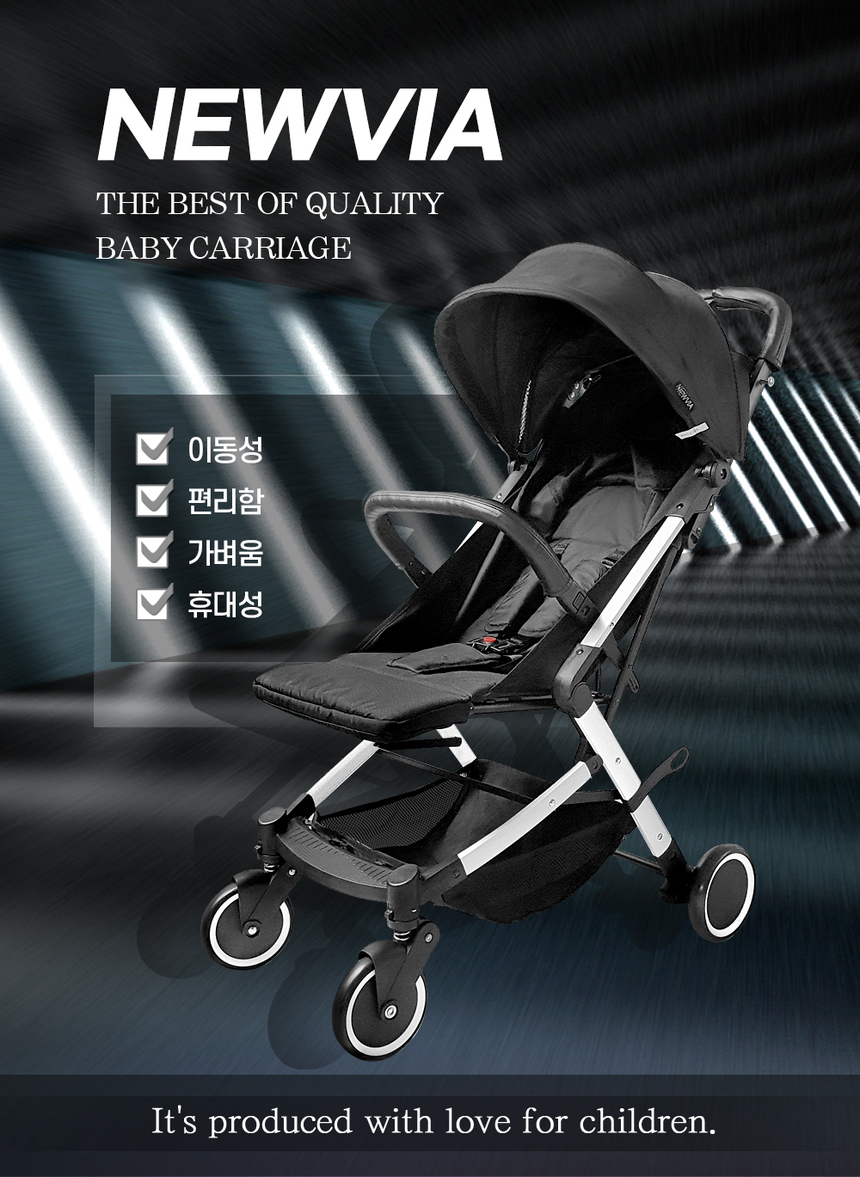 NEWVIA
THE BEST OF QUALITY
BABY CARRIAGE
이동성
편리함
가벼움
휴대성
NEWVIA
It's produced with love for children.